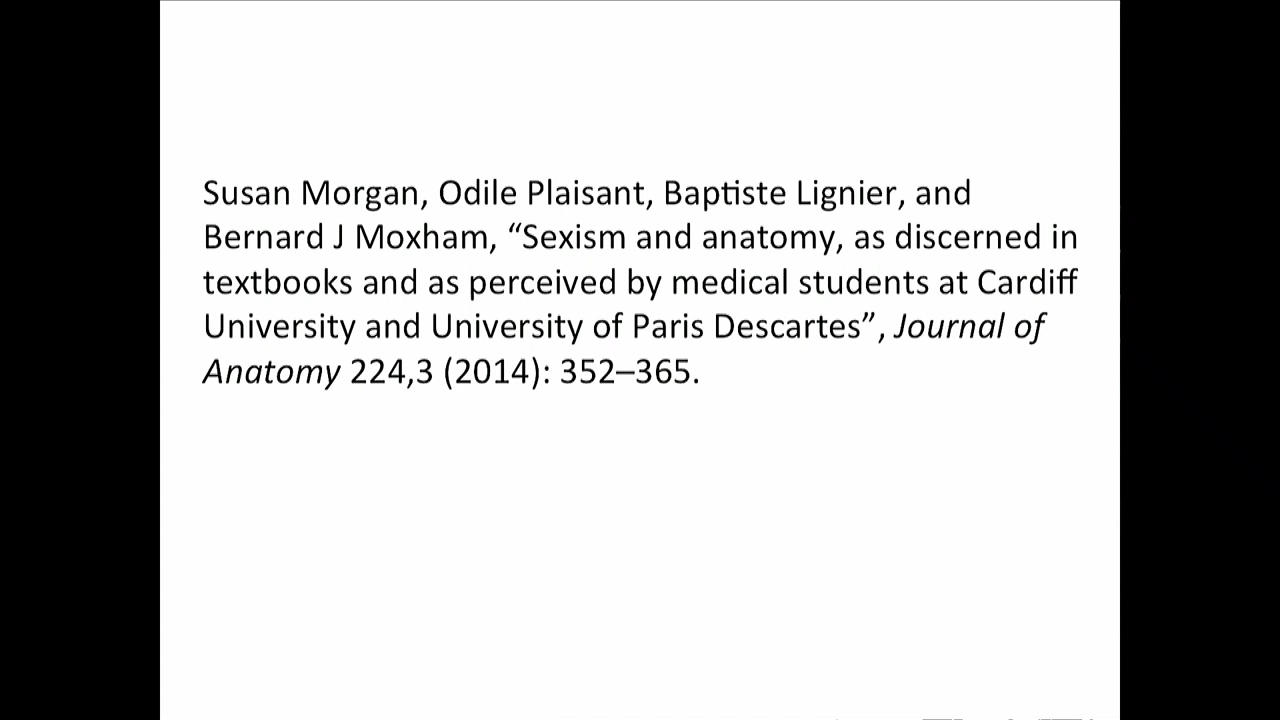 Susan Morgan, Odile Plaisant, Baptiste Lignier, and
Bernard J Moxham, “Sexism and anatomy, as discerned in
textbooks and as perceived by medical students at Cardiff
University and University of Paris Descartes”, Journal of
Anatomy 224,3 (2014): 352–365.